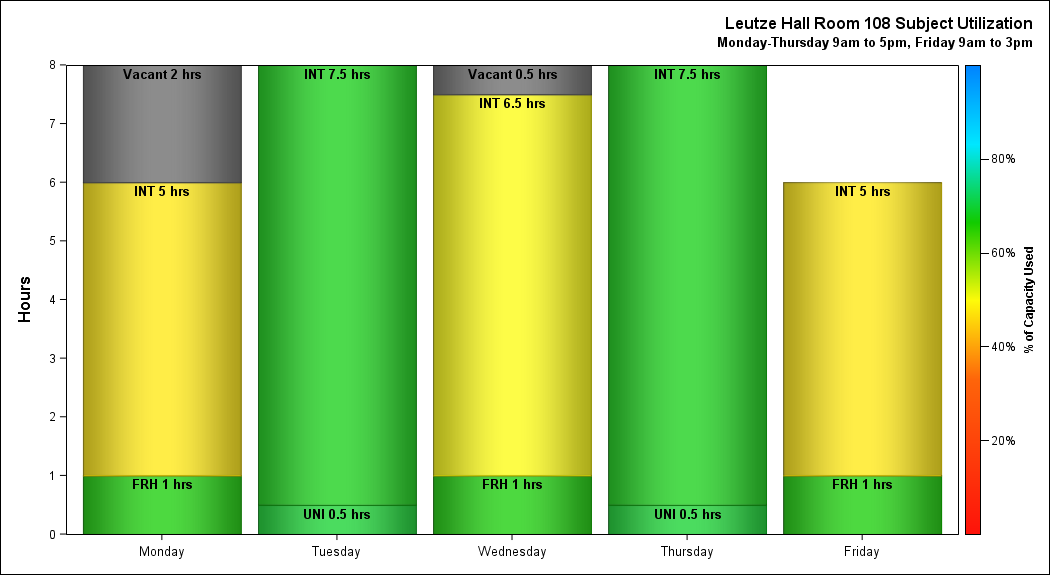 Leutze Hall Room 108 Subject Utilization
Monday-Thursday 9am to 5pm, Friday 9am to 3pm
8
7
6
5
4
3
2
1
0
Hours
Vacant 2 hrs
INT 5 hrs
FRH 1 hrs
INT 7.5 hrs
UNI 0.5 hrs
Vacant 0.5 hrs
INT 6.5 hrs
FRH 1 hrs
INT 7.5 hrs
UNI 0.5 hrs
INT 5 hrs
FRH 1 hrs
Monday
Tuesday
Wednesday
Thursday
Friday
80%
60%
40%
20%
% of Capacity Used